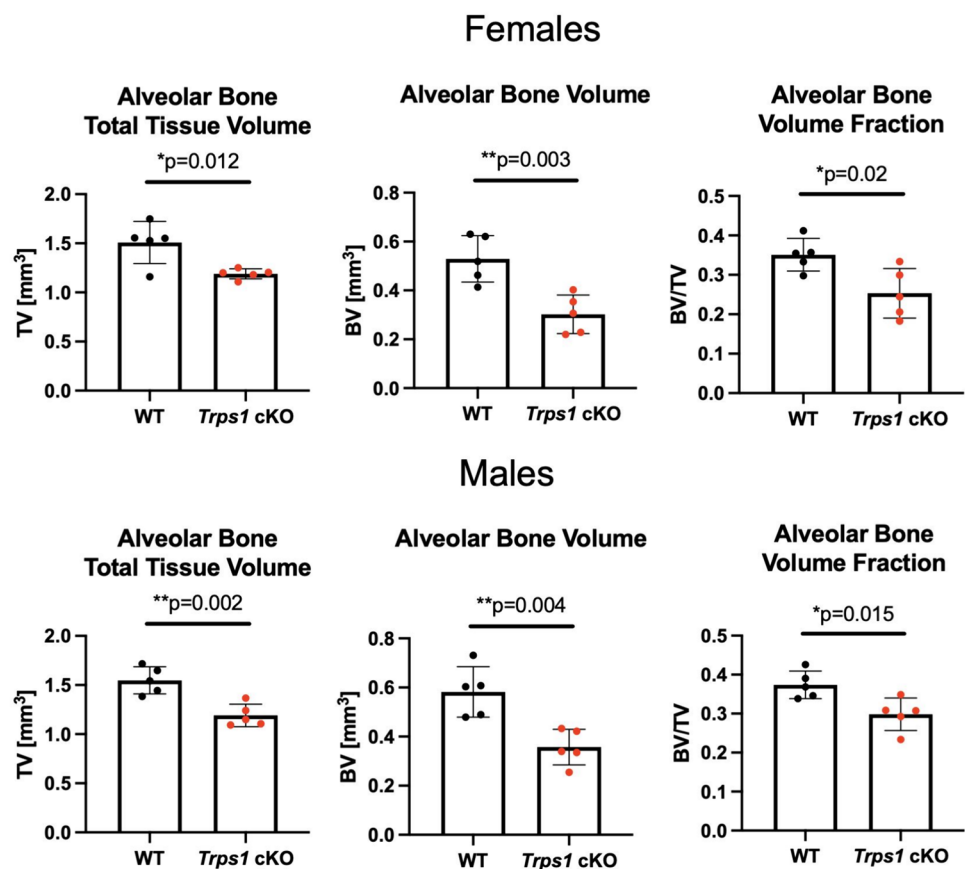 Females
Alveolar Bone
Total Tissue Volume
*p=0.012
TV [mm³]
2.0
1.5
1.0
0.5
0.0
WT
Trps1 cKO
Alveolar Bone Volume
**p=0.003
BV [mm³]
0.8
0.6
0.4
0.2
0.0
WT
Trps1 cKO
Alveolar Bone
Volume Fraction
*p=0.02
BV/TV
0.5
0.4
0.3
0.2
0.1
0.0
WT
Trps1 cKO
Males
Alveolar Bone
Total Tissue Volume
**p=0.002
TV [mm³]
2.0
1.5
1.0
0.5
0.0
WT
Trps1 cKO
Alveolar Bone Volume
**p=0.004
BV [mm³]
0.8
0.6
0.4
0.2
0.0
WT
Trps1 cKO
Alveolar Bone
Volume Fraction
*p=0.015
BV/TV
0.5
0.4
0.3
0.2
0.1
0.0
WT
Trps1 cKO